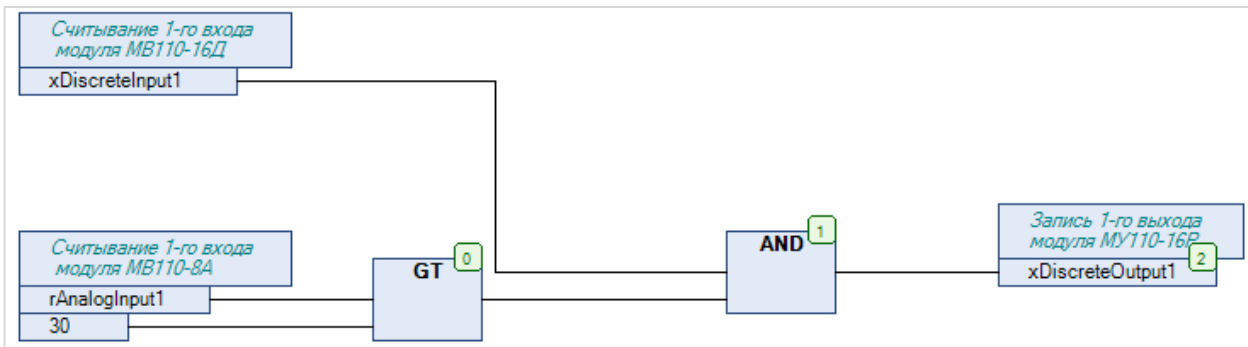 Считывание 1-го входа
модуля МВ110-16Д
xDiscreteInput1
Считывание 1-го входа
модуля МВ110-8А
rAnalogInput1
30
GT
0
AND
1
Запись 1-го выхода
модуля МУ110-16Р
2
xDiscreteOutput1